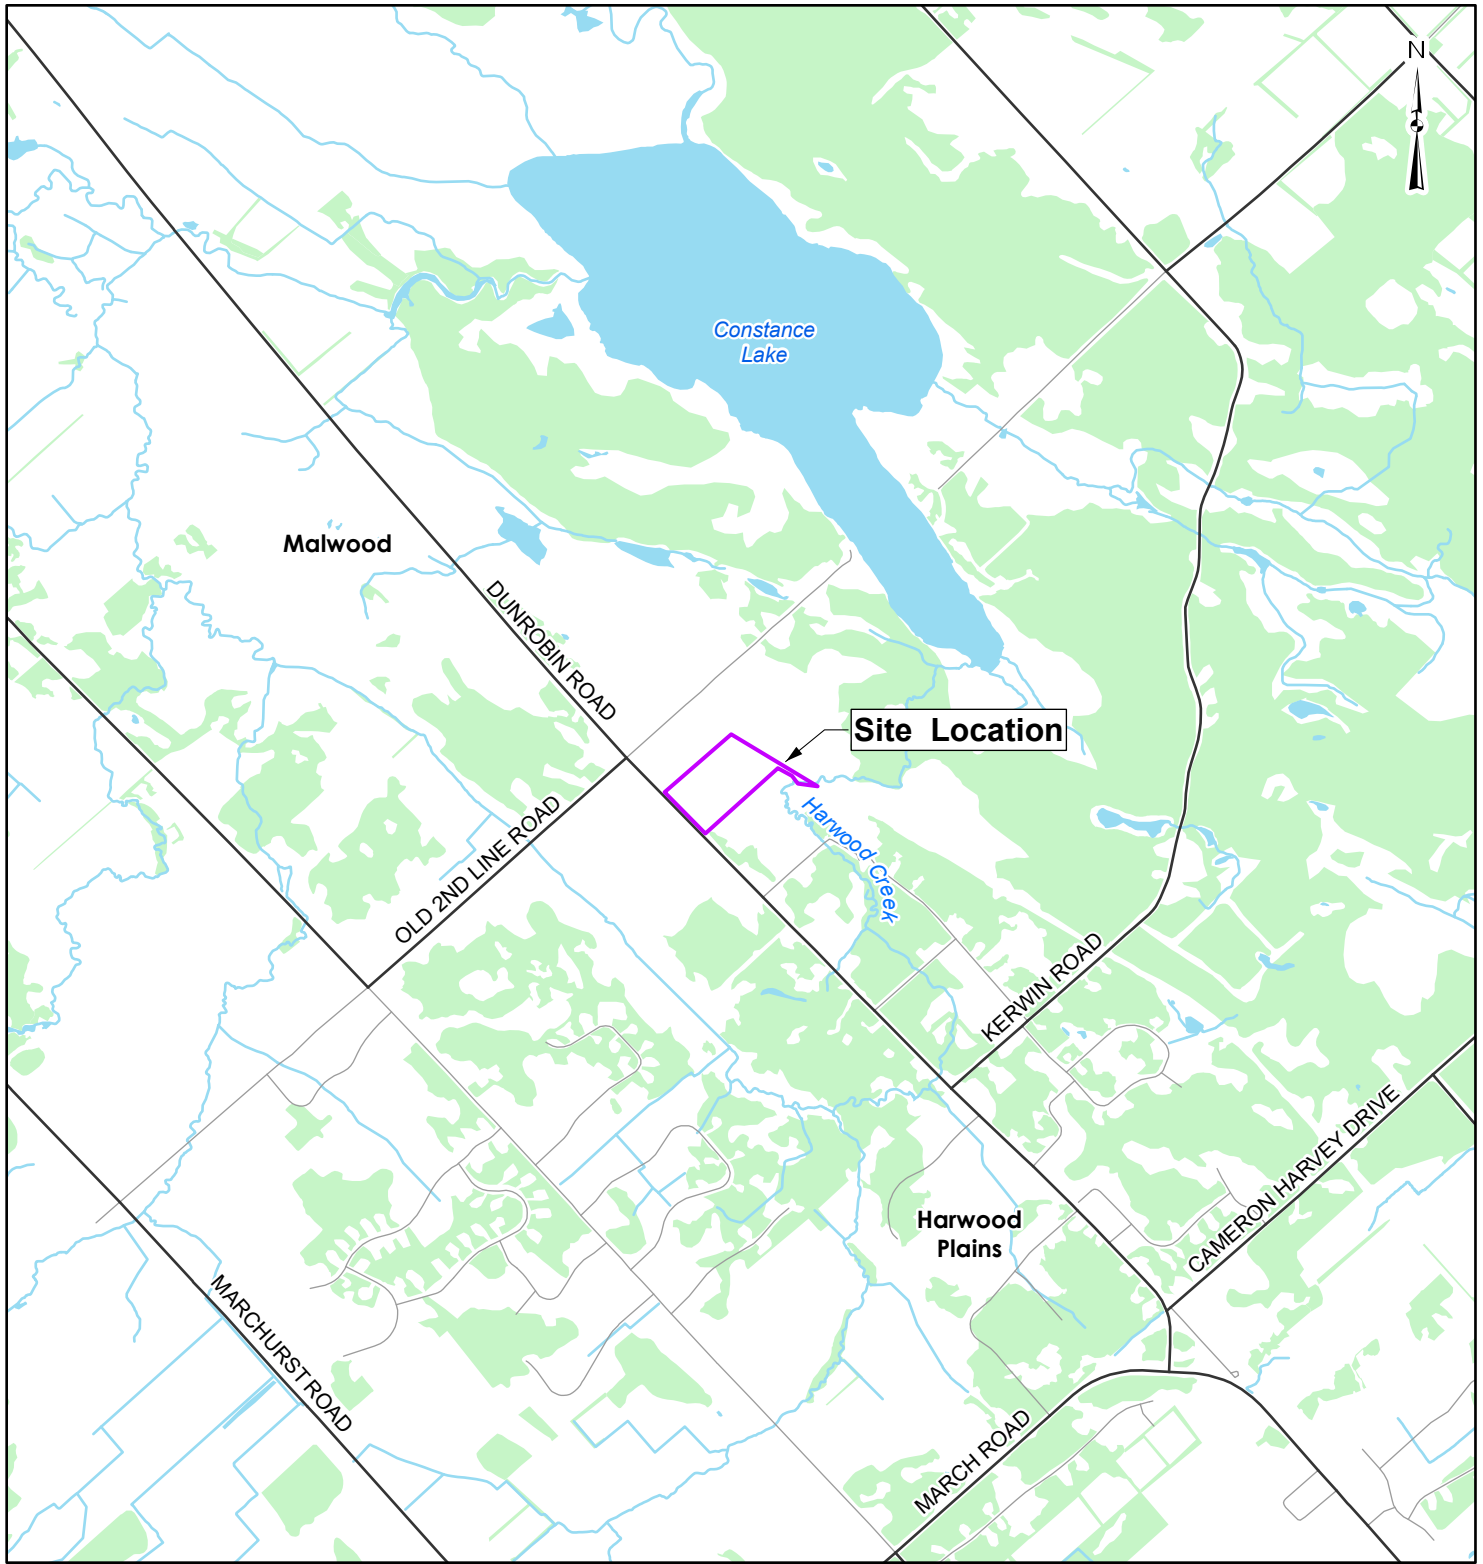 N
Constance
Lake
Malwood
DUNROBIN ROAD
Site Location
Harwood Creek
OLD 2ND LINE ROAD
KERWIN ROAD
CAMERON HARVEY DRIVE
Harwood
Plains
MARCHURST ROAD
MARCH ROAD